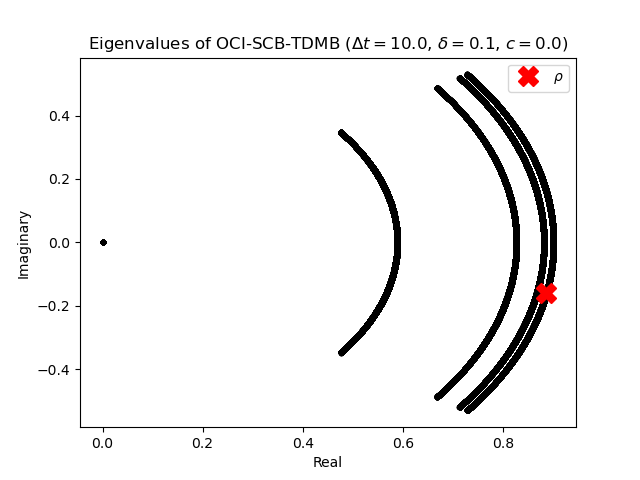 Eigenvalues of OCI-SCB-TDMB (Δt = 10.0, δ = 0.1, c = 0.0)
ρ
Imaginary
0.4
0.2
0.0
−0.2
−0.4
0.0 0.2 0.4 0.6 0.8
Real